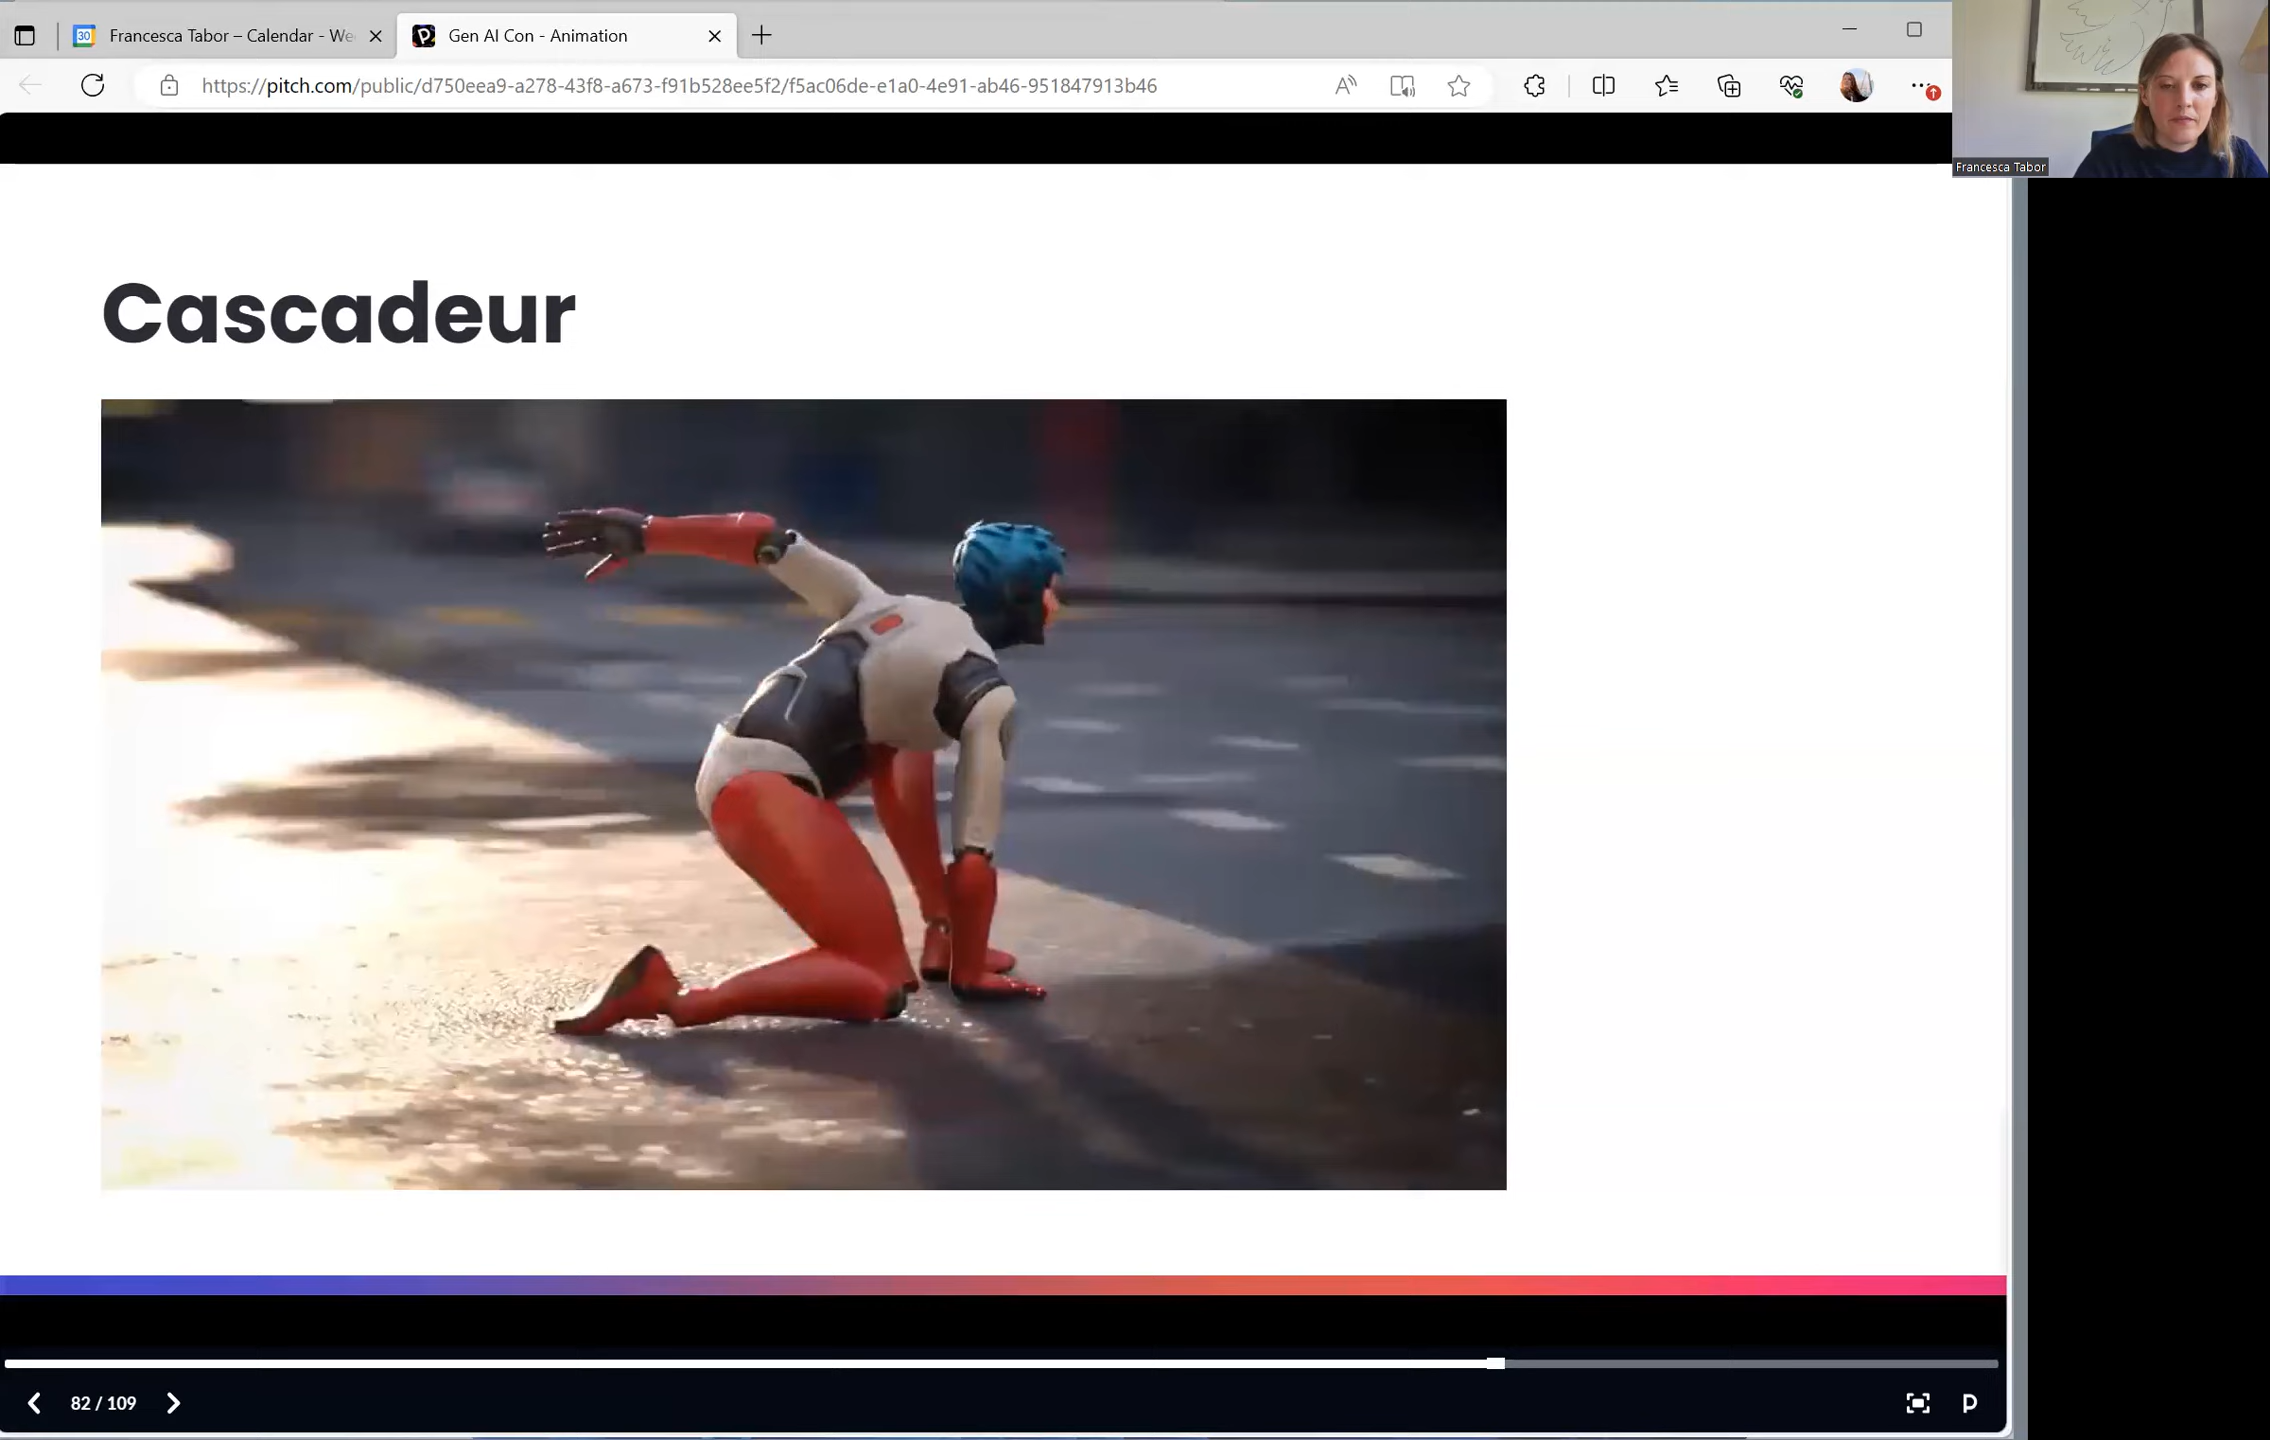 30
Francesca Tabor – Calendar - We
Gen AI Con - Animation
https://pitch.com/public/d750eea9-a278-43f8-a673-f91b528ee5f2/f5ac06de-e1a0-4e91-ab46-951847913b46
Francesca Tabor
Cascadeur
82 / 109